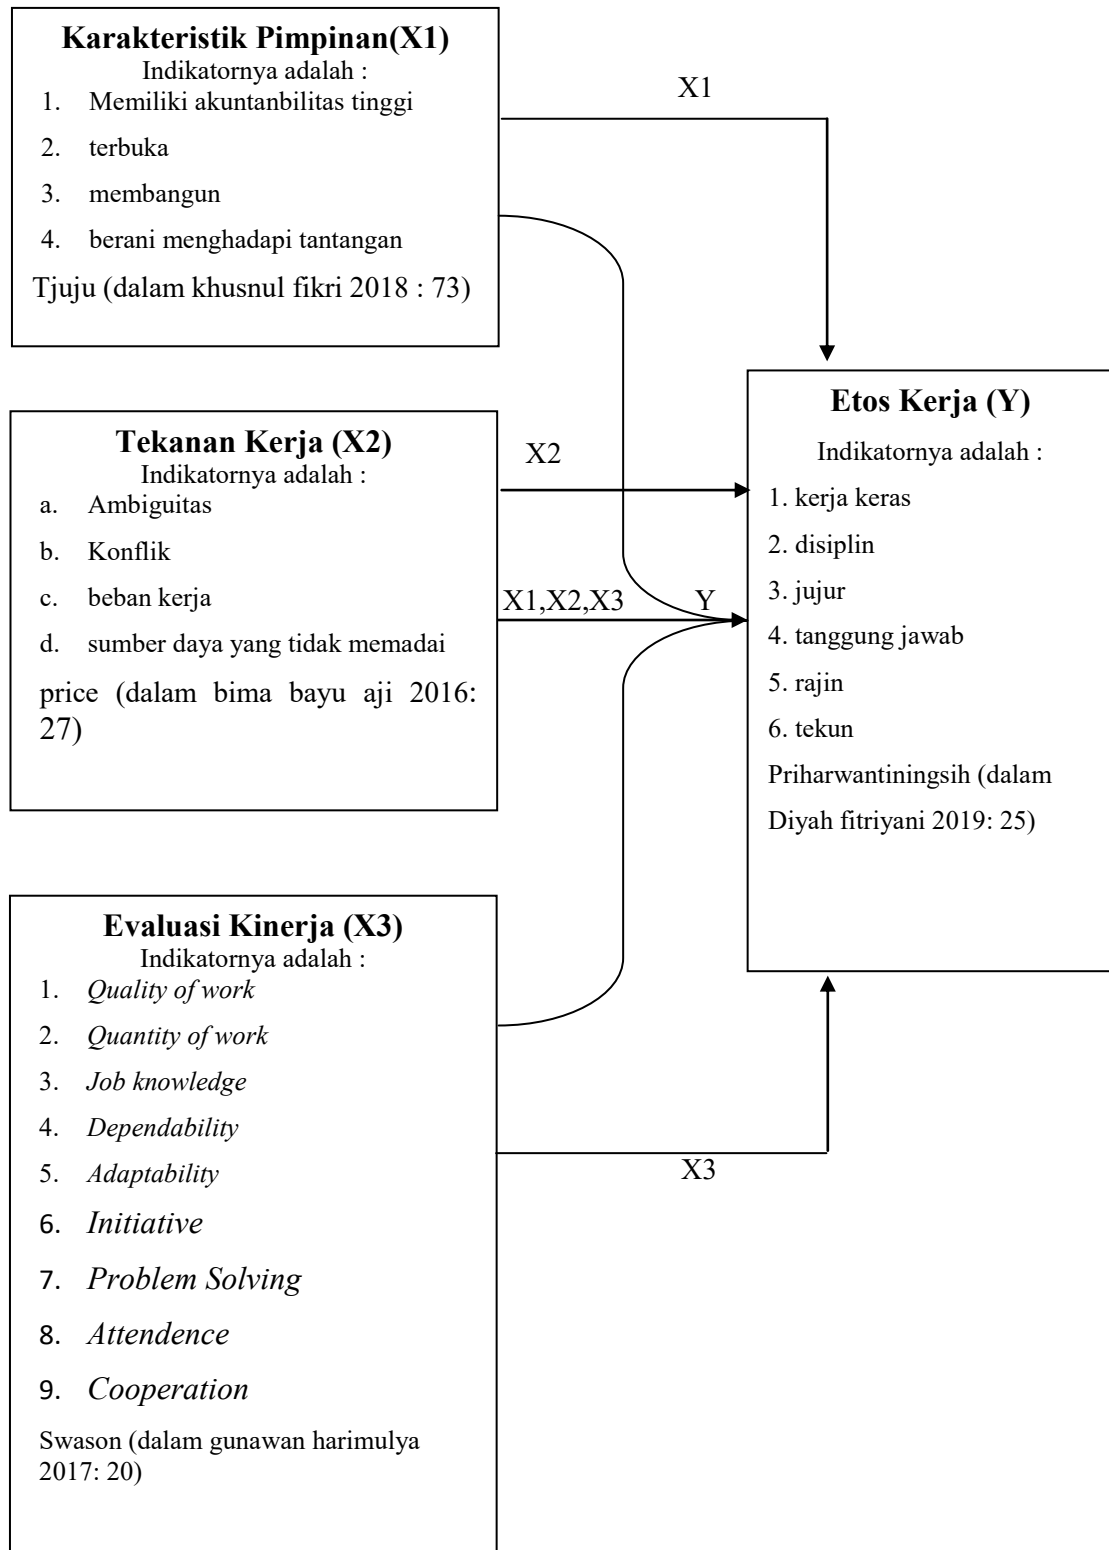 Karakteristik Pimpinan(X1)
Indikatornya adalah :
1. Memiliki akuntanbilitas tinggi
2. terbuka
3. membangun
4. berani menghadapi tantangan
Tjuju (dalam khusnul fikri 2018 : 73)
X1
Tekanan Kerja (X2)
Indikatornya adalah :
a. Ambiguitas
b. Konflik
c. beban kerja
d. sumber daya yang tidak memadai
price (dalam bima bayu aji 2016:
27)
X2
X1,X2,X3 Y
Etos Kerja (Y)
Indikatornya adalah :
1. kerja keras
2. disiplin
3. jujur
4. tanggung jawab
5. rajin
6. tekun
Priharwantiningsih (dalam
Diyah fitriyani 2019: 25)
Evaluasi Kinerja (X3)
Indikatornya adalah :
1. Quality of work
2. Quantity of work
3. Job knowledge
4. Dependability
5. Adaptability
6. Initiative
7. Problem Solving
8. Attendence
9. Cooperation
Swason (dalam gunawan harimulya
2017: 20)
X3